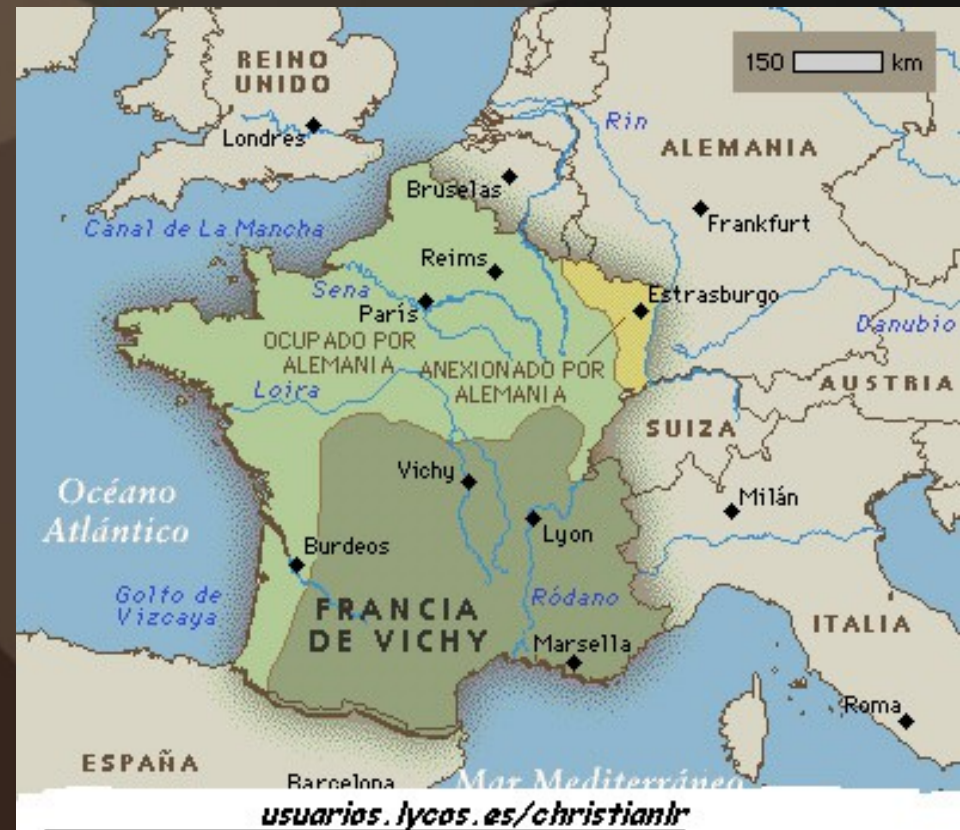 REINO
UNIDO
150 km
Londres
Rin
ALEMANIA
Bruselas
Frankfurt
Canal de La Mancha
Reims
Sena
París
Estrasburgo
Danubio
OCUPADO POR
ALEMANIA
ANEXIONADO POR
ALEMANIA
Loira
AUSTRIA
SUIZA
Vichy
Milán
Océano
Atlántico
Lyon
Burdeos
Golfo de
Vizcaya
Ródano
FRANCIA
DE VICHY
ITALIA
Marsella
Roma
ESPAÑA
Barcelona
Mar Mediterráneo
usuarios.lycos.es/christianlr